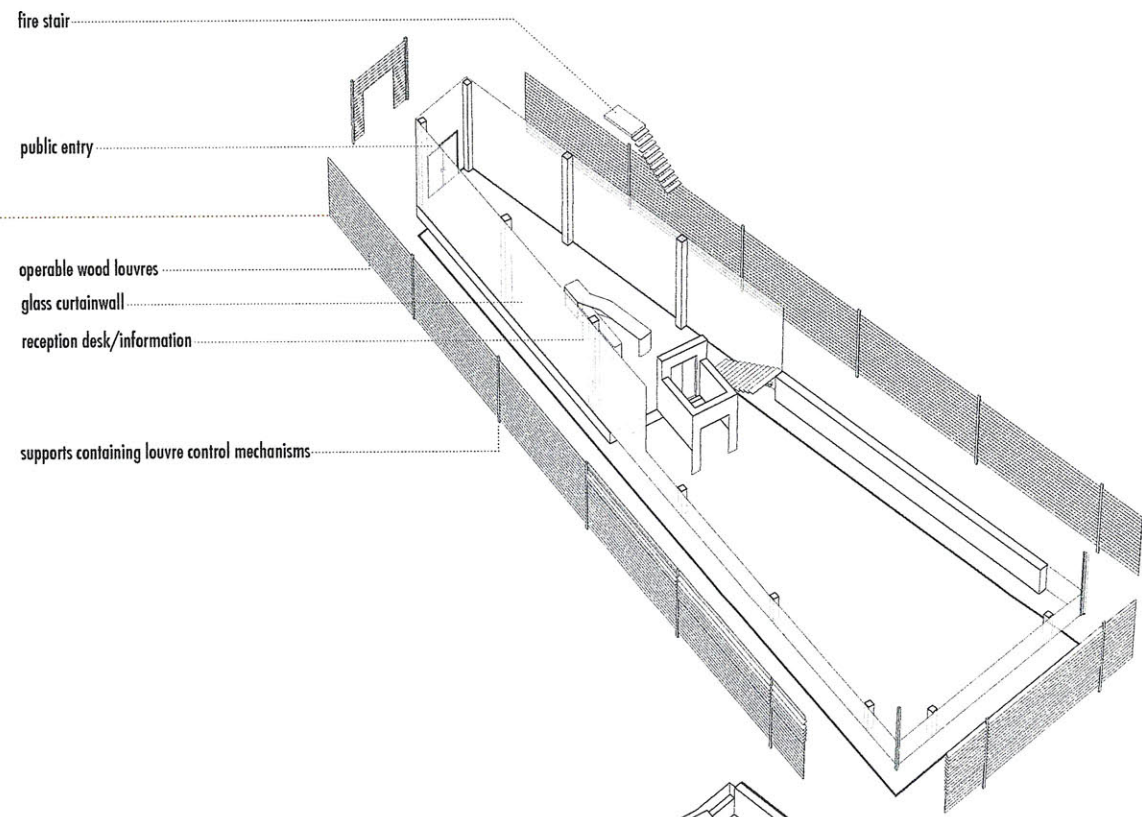 fire stair
public entry
operable wood louvres
glass curtainwall
reception desk/information
supports containing louvre control mechanisms